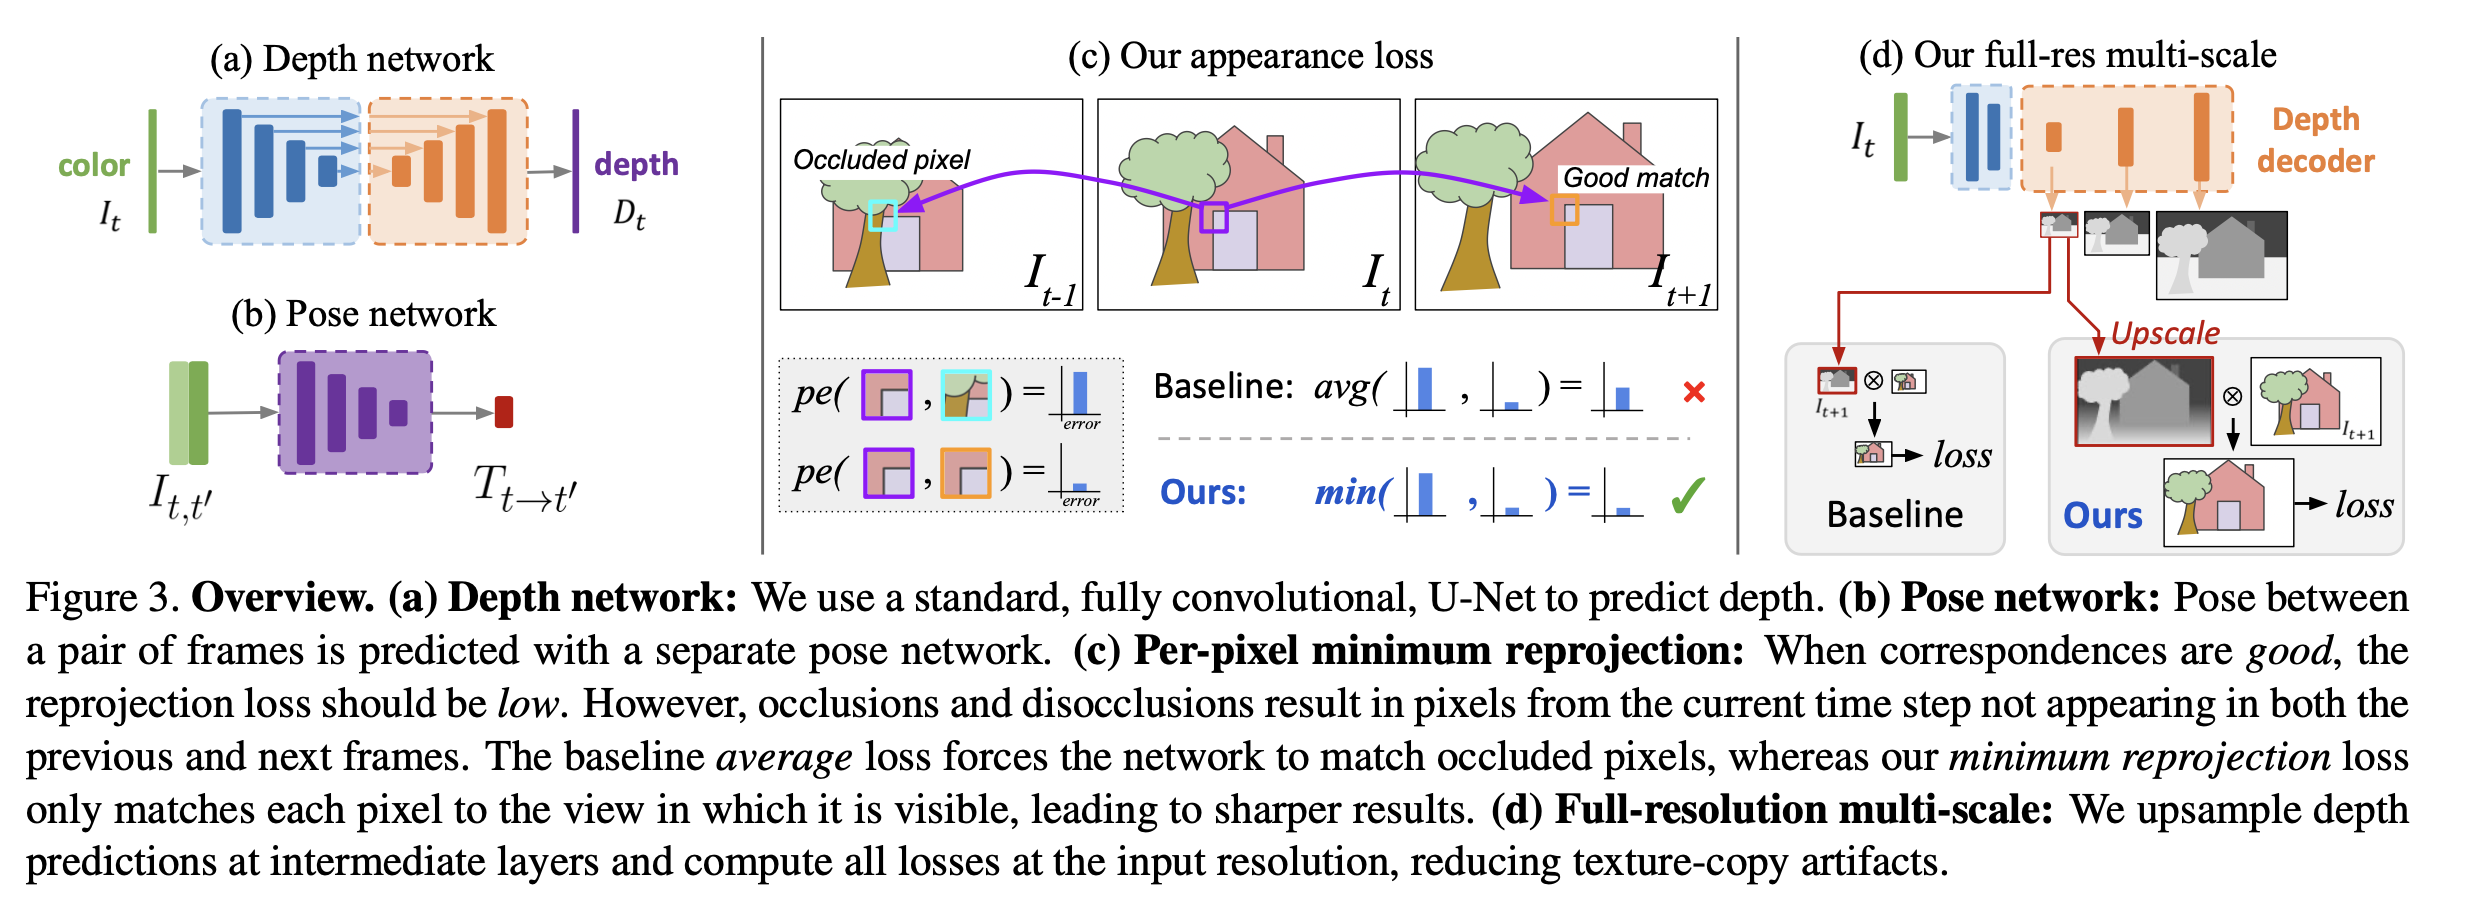 (a) Depth network
color
I_t
depth
D_t
(b) Pose network
I_{t,t'}
T_{t→t'}
(c) Our appearance loss
Occluded pixel
Good match
I_{t-1}
I_t
I_{t+1}
pe( , ) = error
pe( , ) = error
Baseline: avg( , ) = ×
Ours: min( , ) = ✓
(d) Our full-res multi-scale
I_t
Depth
decoder
Upscale
⊗
I_{t+1}
loss
Baseline
⊗
I_{t+1}
loss
Ours
Figure 3. Overview. (a) Depth network: We use a standard, fully convolutional, U-Net to predict depth. (b) Pose network: Pose between
a pair of frames is predicted with a separate pose network. (c) Per-pixel minimum reprojection: When correspondences are good, the
reprojection loss should be low. However, occlusions and disocclusions result in pixels from the current time step not appearing in both the
previous and next frames. The baseline average loss forces the network to match occluded pixels, whereas our minimum reprojection loss
only matches each pixel to the view in which it is visible, leading to sharper results. (d) Full-resolution multi-scale: We upsample depth
predictions at intermediate layers and compute all losses at the input resolution, reducing texture-copy artifacts.